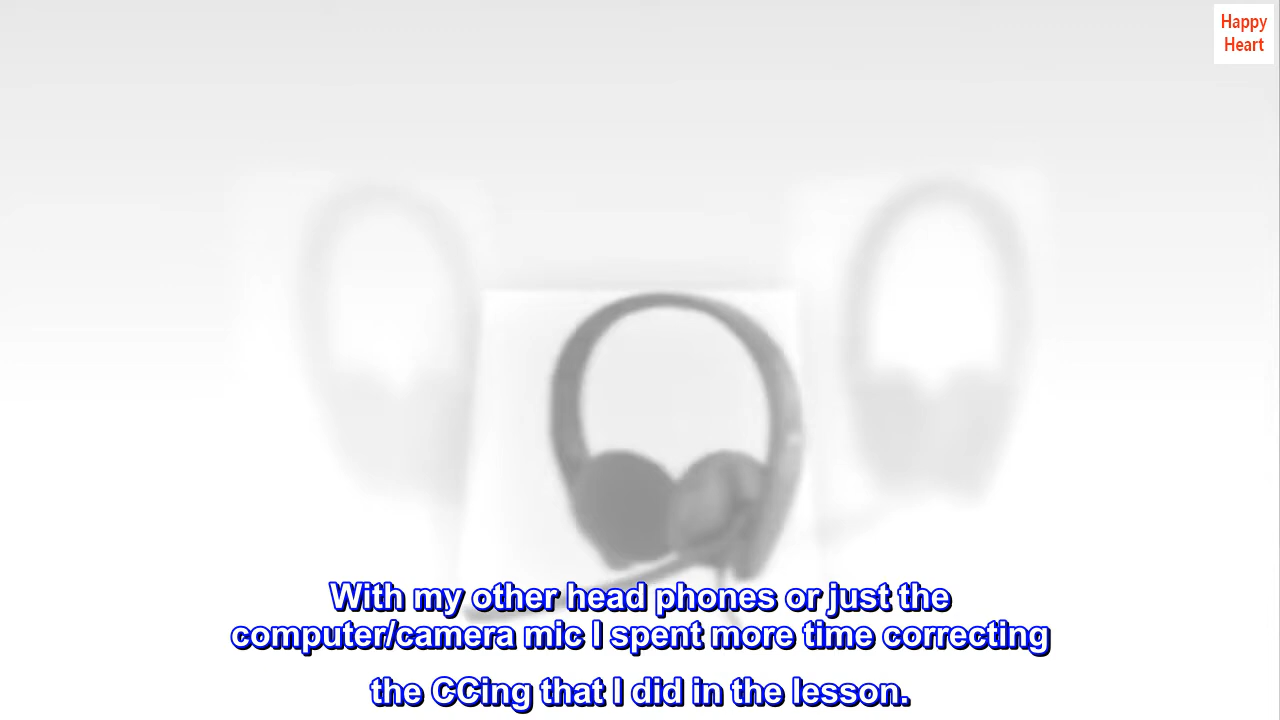 Happy
Heart
With my other head phones or just the
computer/camera mic I spent more time correcting
the CCing that I did in the lesson.